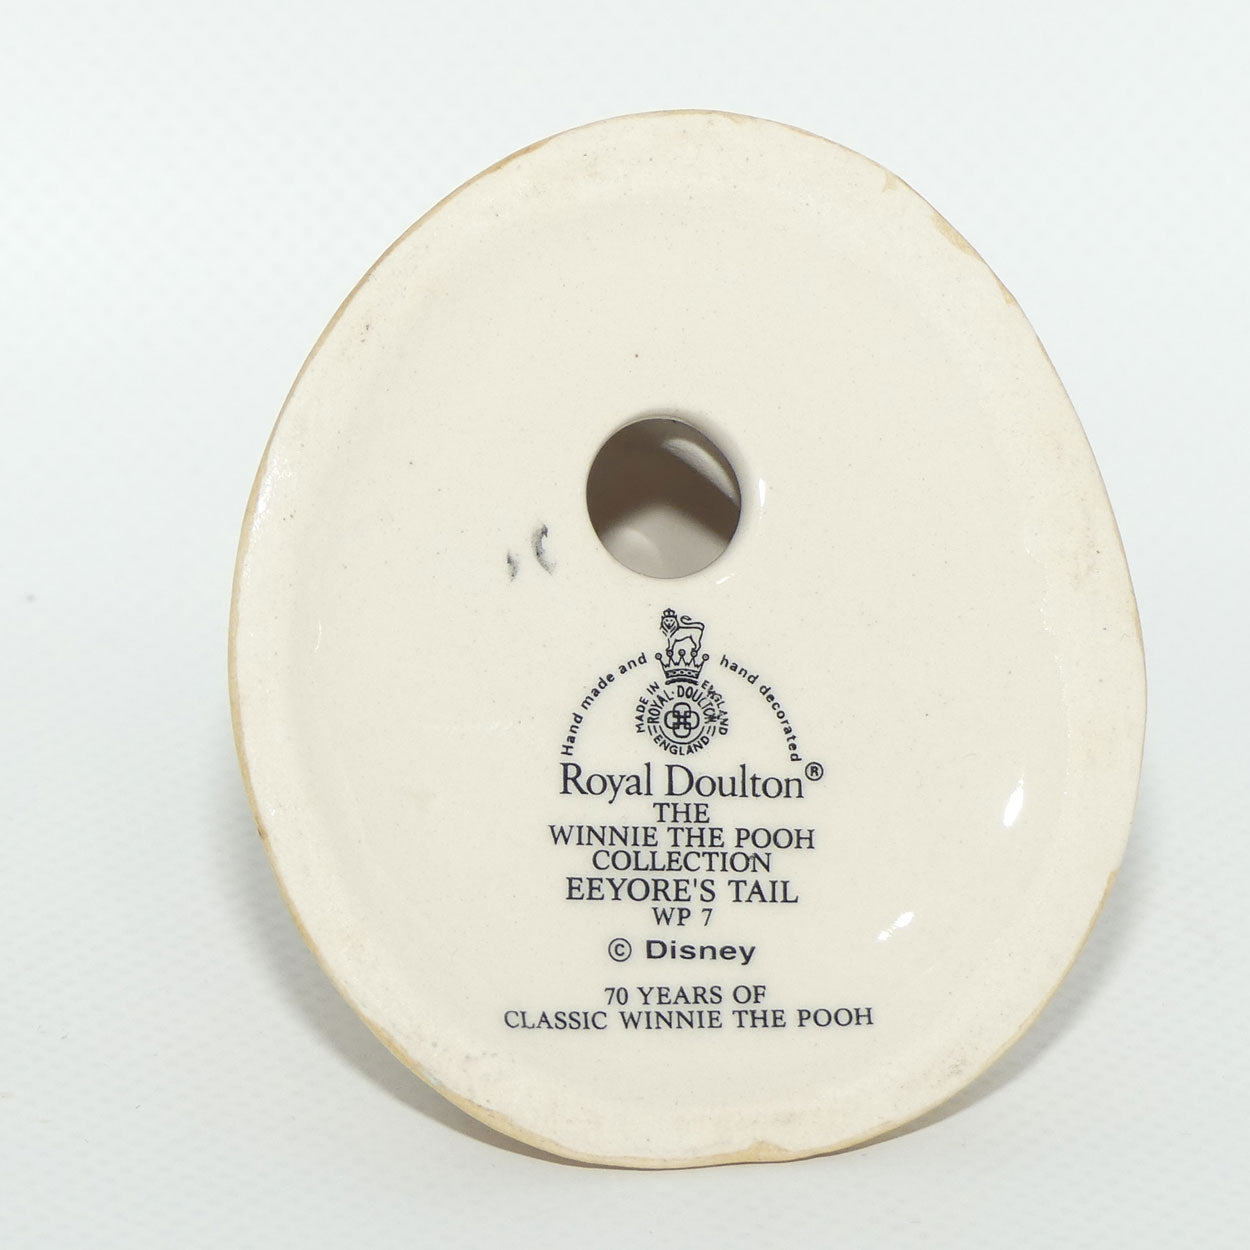 Hand made and hand decorated
MADE IN ENGLAND
ROYAL·DOULTON
ENGLAND
Royal Doulton®
THE
WINNIE THE POOH
COLLECTION
EEYORE'S TAIL
WP 7
© Disney
70 YEARS OF
CLASSIC WINNIE THE POOH